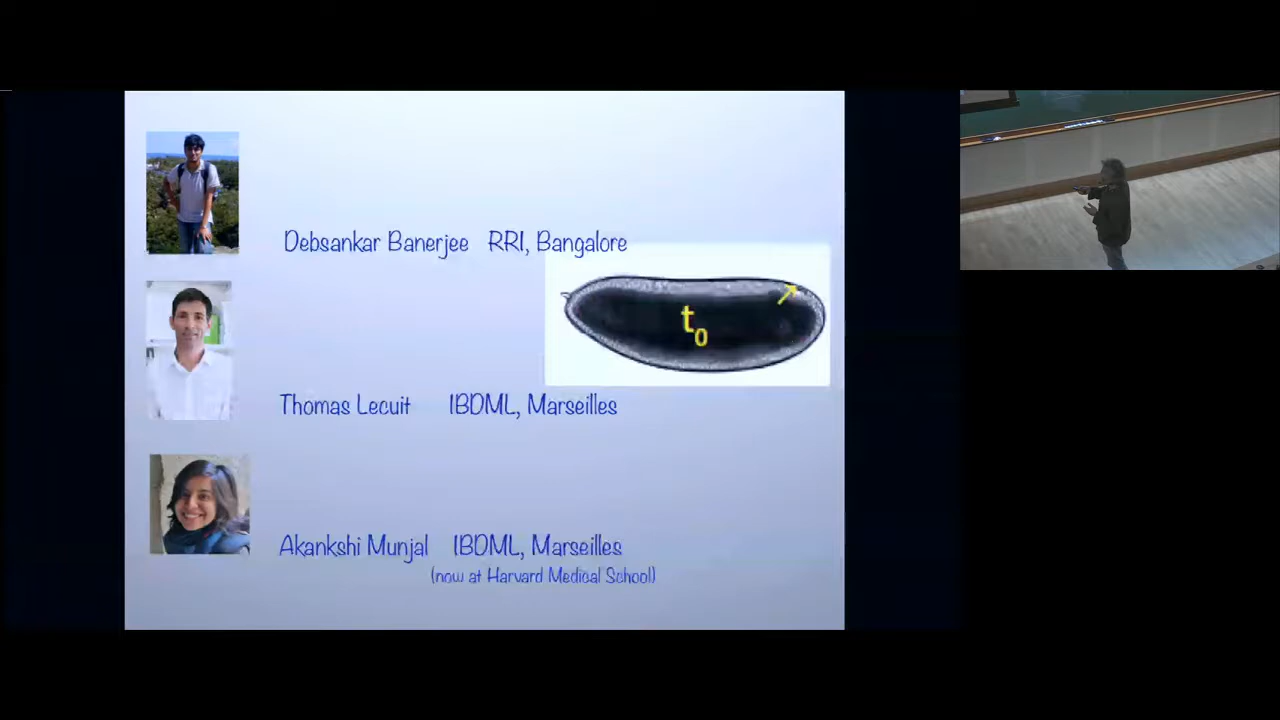 Debsankar Banerjee RRI, Bangalore
t0
Thomas Lecuit IBDML, Marseilles
Akankshi Munjal IBDML, Marseilles
(now at Harvard Medical School)